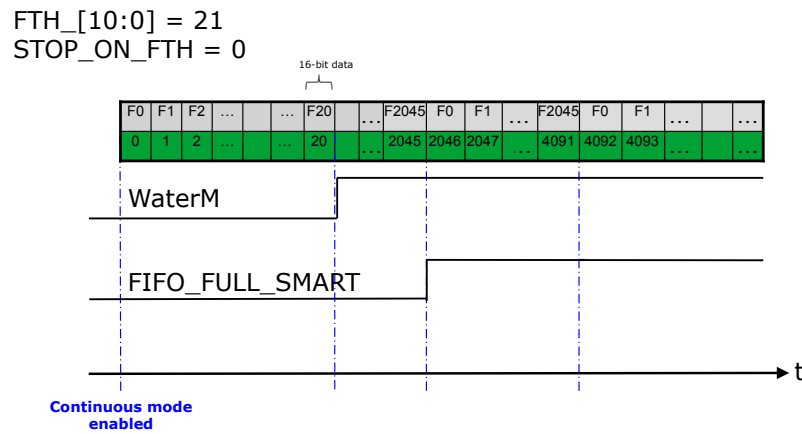 FTH_[10:0] = 21
STOP_ON_FTH = 0
16-bit data
F0 F1 F2 ... ... F20 ... F2045 F0 F1 ... F2045 F0 F1 ... ...
0 1 2 ... ... 20 ... 2045 2046 2047 ... 4091 4092 4093 ... ...
WaterM
FIFO_FULL_SMART
t
Continuous mode
enabled